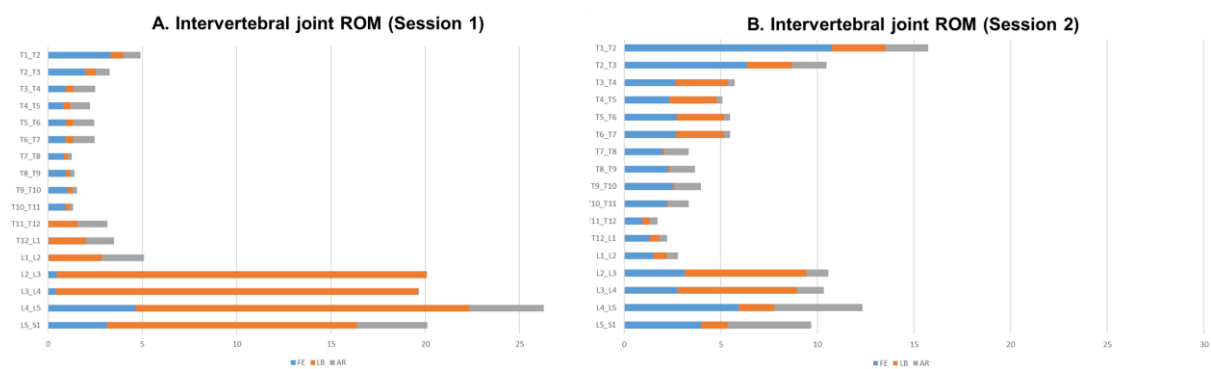 A. Intervertebral joint ROM (Session 1)
T1_T2
T2_T3
T3_T4
T4_T5
T5_T6
T6_T7
T7_T8
T8_T9
T9_T10
T10_T11
T11_T12
T12_L1
L1_L2
L2_L3
L3_L4
L4_L5
L5_S1
0 5 10 15 20 25
FE LB AR
B. Intervertebral joint ROM (Session 2)
T1_T2
T2_T3
T3_T4
T4_T5
T5_T6
T6_T7
T7_T8
T8_T9
T9_T10
T10_T11
T11_T12
T12_L1
L1_L2
L2_L3
L3_L4
L4_L5
L5_S1
0 5 10 15 20 25 30
FE LB AR